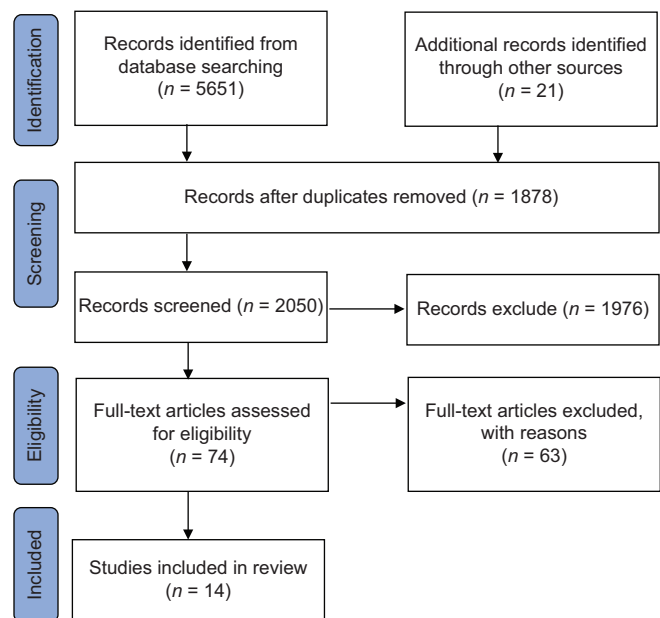 Identification
Records identified from
database searching
(n = 5651)
Additional records identified
through other sources
(n = 21)
Screening
Records after duplicates removed (n = 1878)
Records screened (n = 2050)
Records exclude (n = 1976)
Eligibility
Full-text articles assessed
for eligibility
(n = 74)
Full-text articles excluded,
with reasons
(n = 63)
Included
Studies included in review
(n = 14)